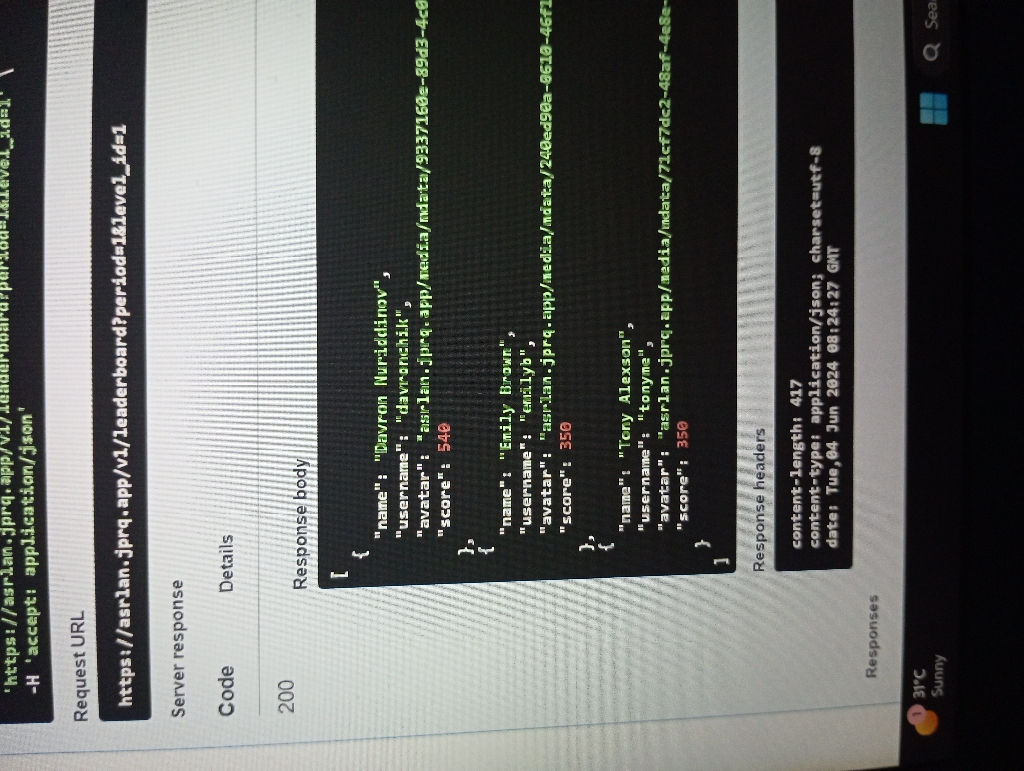 'https://asrlan.jprq.app/v1/leaderboard?period=1&level_id=1' \
-H 'accept: application/json'
Request URL
https://asrlan.jprq.app/v1/leaderboard?period=1&level_id=1
Server response
Code Details
200
Response body
[
{
"name": "Davron Nuriddinov",
"username": "davronchik",
"avatar": "asrlan.jprq.app/media/mdata/9337160e-89d3-4c0
"score": 540
},
{
"name": "Emily Brown",
"username": "emilyb",
"avatar": "asrlan.jprq.app/media/mdata/240ed90a-0610-46f1
"score": 350
},
{
"name": "Tony Alexson",
"username": "tonyme",
"avatar": "asrlan.jprq.app/media/mdata/71cf7dc2-48af-4e8e-
"score": 350
}
]
Response headers
content-length: 417
content-type: application/json; charset=utf-8
date: Tue,04 Jun 2024 08:24:27 GMT
Responses
1
31°C
Sunny
Sea